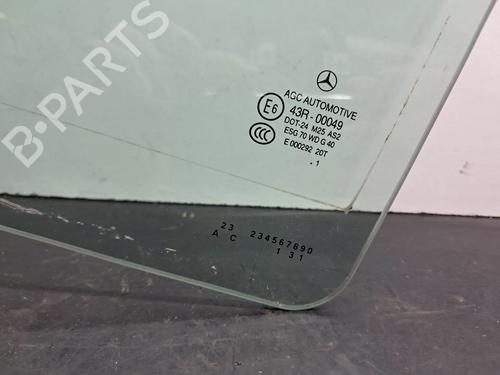 B-PARTS
AGC AUTOMOTIVE
E6 43R-00049
DOT-24 M25 AS2
CCC
ESG 70 WD G 40
E 000292 20T
. 1
23 234567890
A C 1 3 1